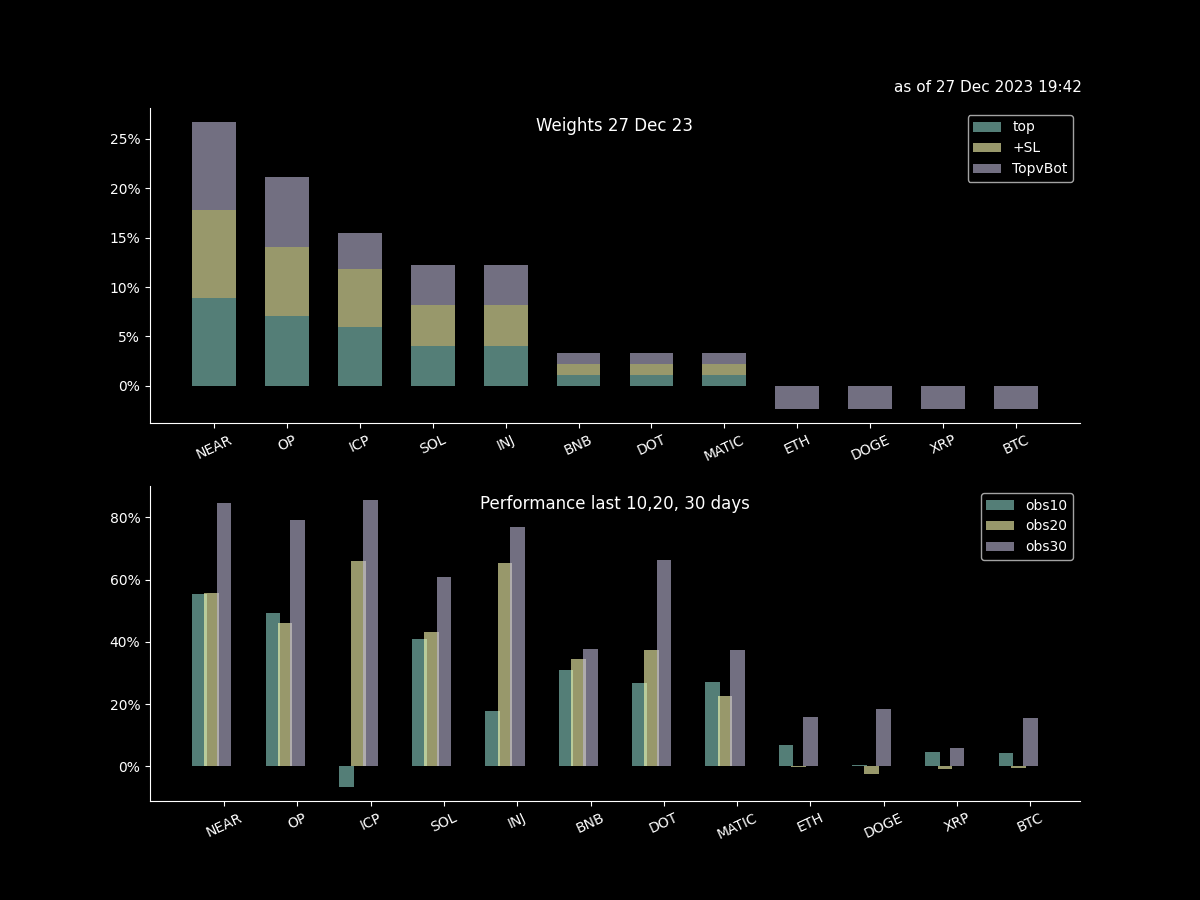 as of 27 Dec 2023 19:42
Weights 27 Dec 23
top
+SL
TopvBot
25%
20%
15%
10%
5%
0%
NEAR OP ICP SOL INJ BNB DOT MATIC ETH DOGE XRP BTC
Performance last 10,20, 30 days
obs10
obs20
obs30
80%
60%
40%
20%
0%
NEAR OP ICP SOL INJ BNB DOT MATIC ETH DOGE XRP BTC